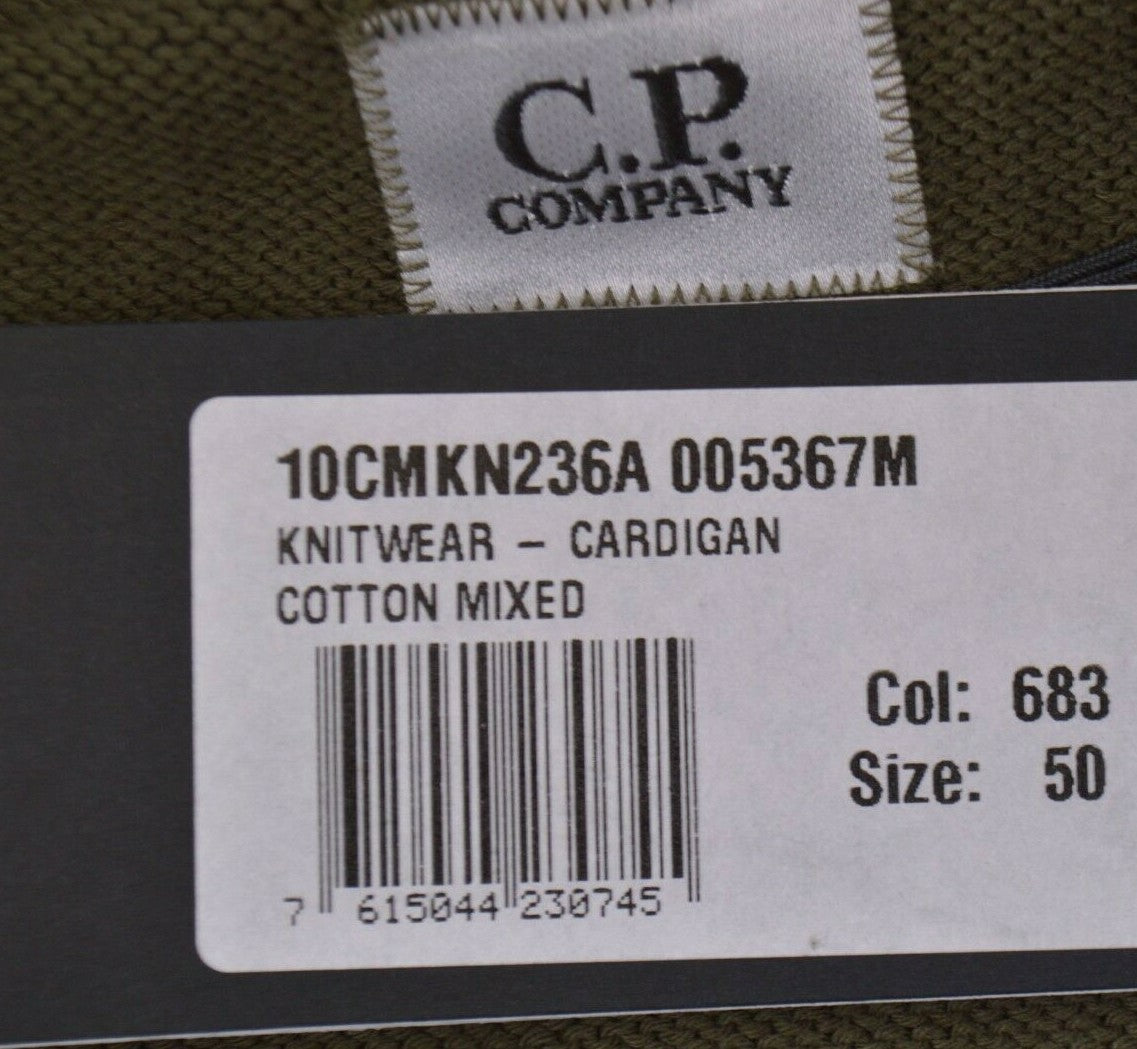 C.P.
COMPANY
10CMKN236A 005367M
KNITWEAR – CARDIGAN
COTTON MIXED
Col: 683
Size: 50
7 615044 230745